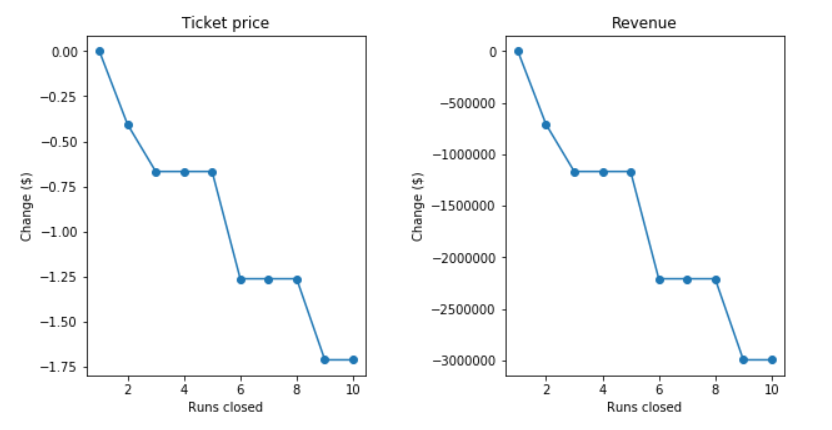 Ticket price
0.00
−0.25
−0.50
−0.75
−1.00
−1.25
−1.50
−1.75
Change ($)
2 4 6 8 10
Runs closed
Revenue
0
−500000
−1000000
−1500000
−2000000
−2500000
−3000000
Change ($)
2 4 6 8 10
Runs closed